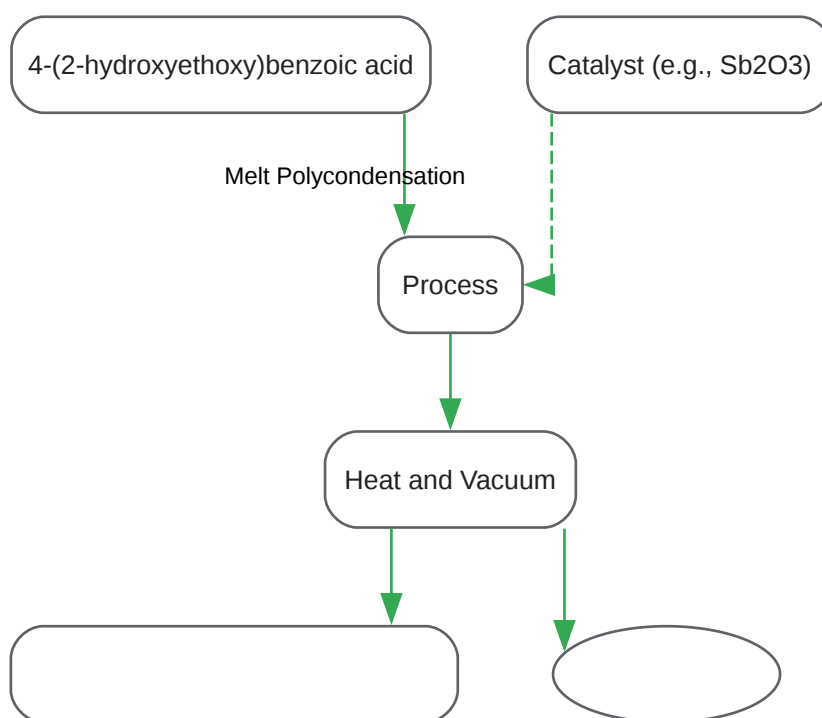 4-(2-hydroxyethoxy)benzoic acid
Catalyst (e.g., Sb2O3)
Melt Polycondensation
Process
Heat and Vacuum